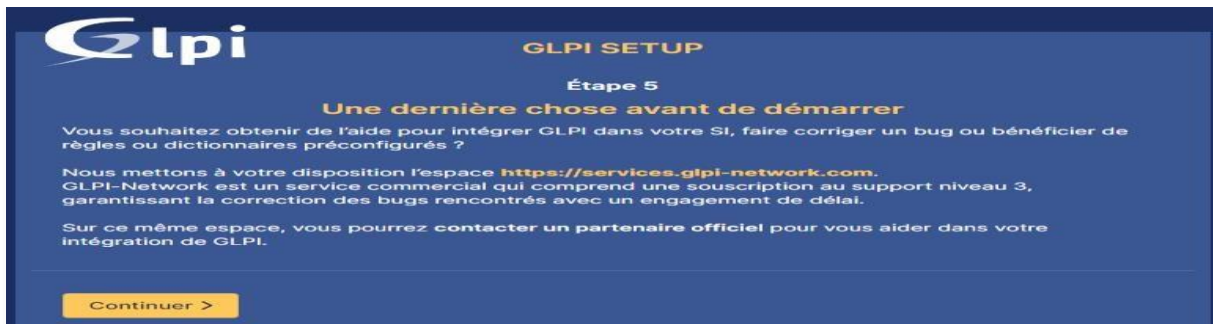 Glpi
GLPI SETUP
Étape 5
Une dernière chose avant de démarrer
Vous souhaitez obtenir de l'aide pour intégrer GLPI dans votre SI, faire corriger un bug ou bénéficier de
règles ou dictionnaires préconfigurés ?
Nous mettons à votre disposition l'espace https://services.glpi-network.com.
GLPI-Network est un service commercial qui comprend une souscription au support niveau 3,
garantissant la correction des bugs rencontrés avec un engagement de délai.
Sur ce même espace, vous pourrez contacter un partenaire officiel pour vous aider dans votre
intégration de GLPI.
Continuer >